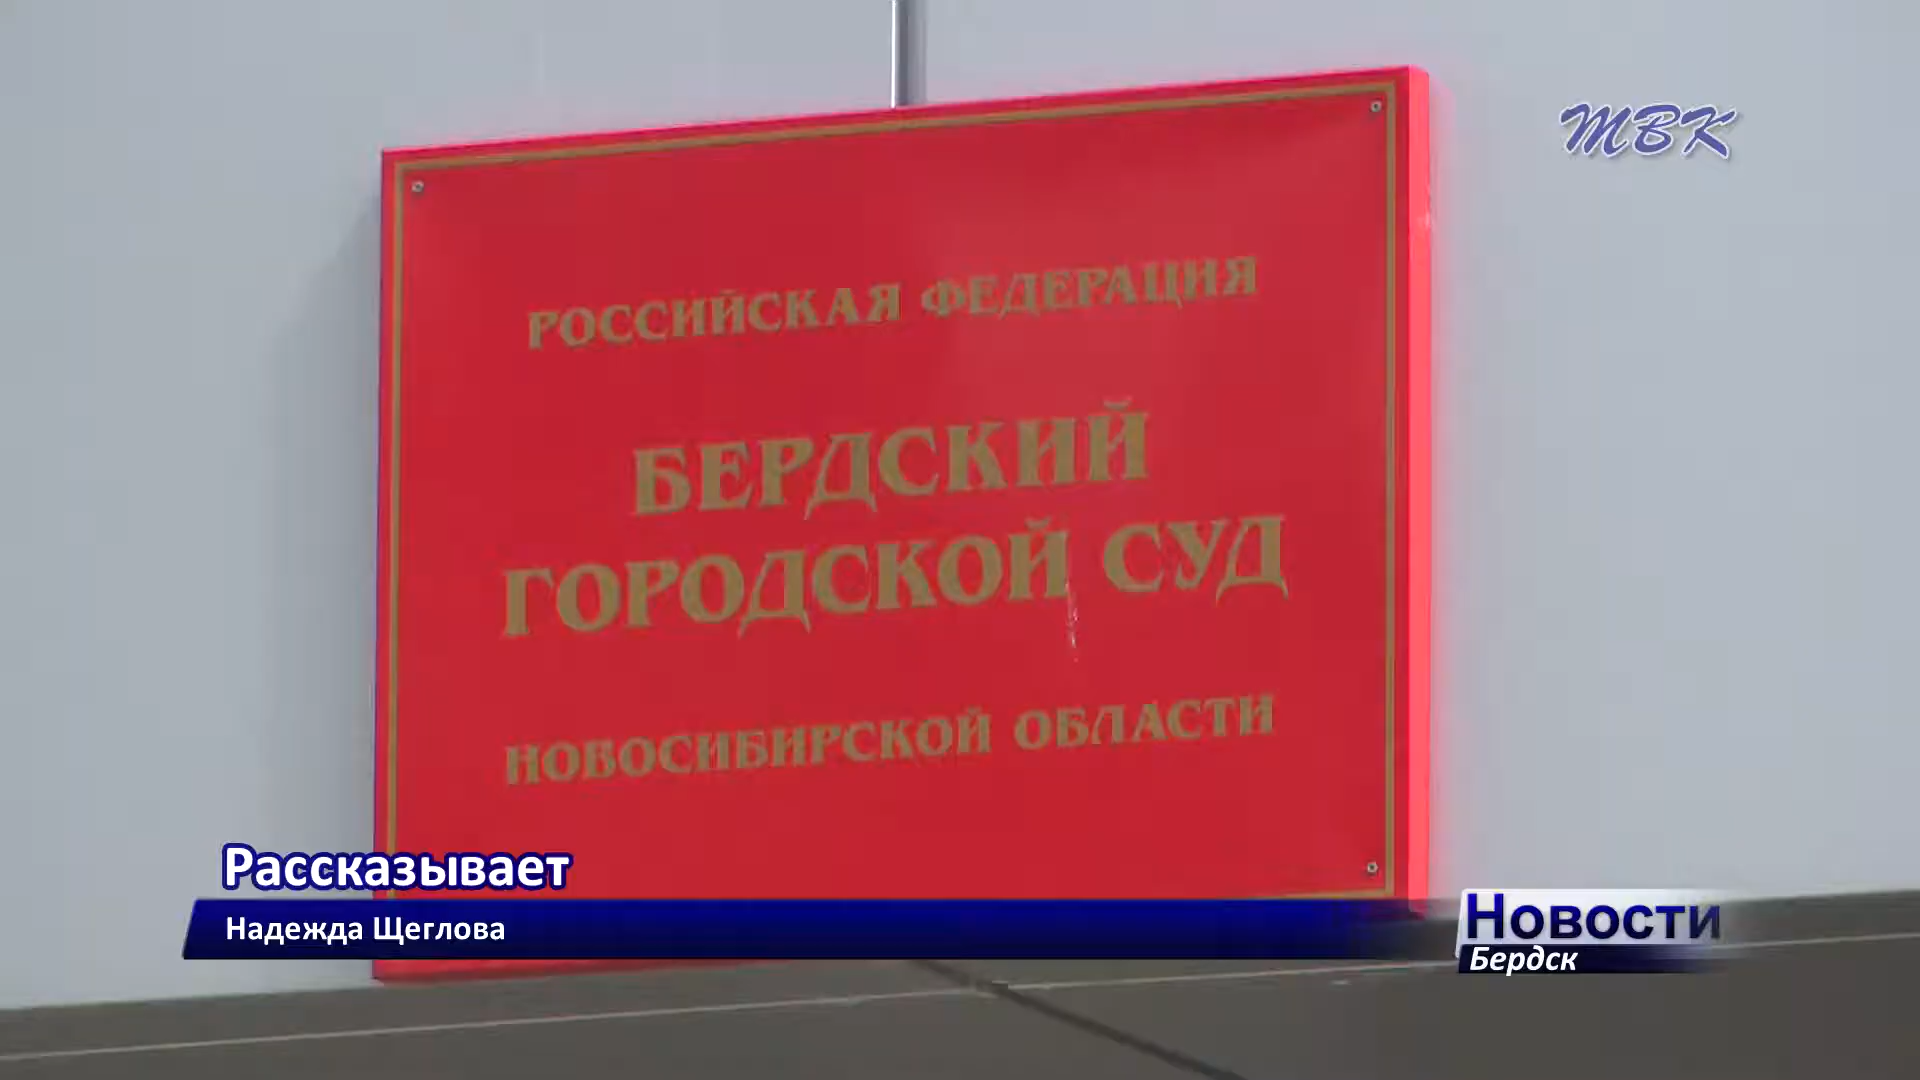 ТВК
РОССИЙСКАЯ ФЕДЕРАЦИЯ
БЕРДСКИЙ
ГОРОДСКОЙ СУД
НОВОСИБИРСКОЙ ОБЛАСТИ
Рассказывает
Надежда Щеглова
Новости
Бердск